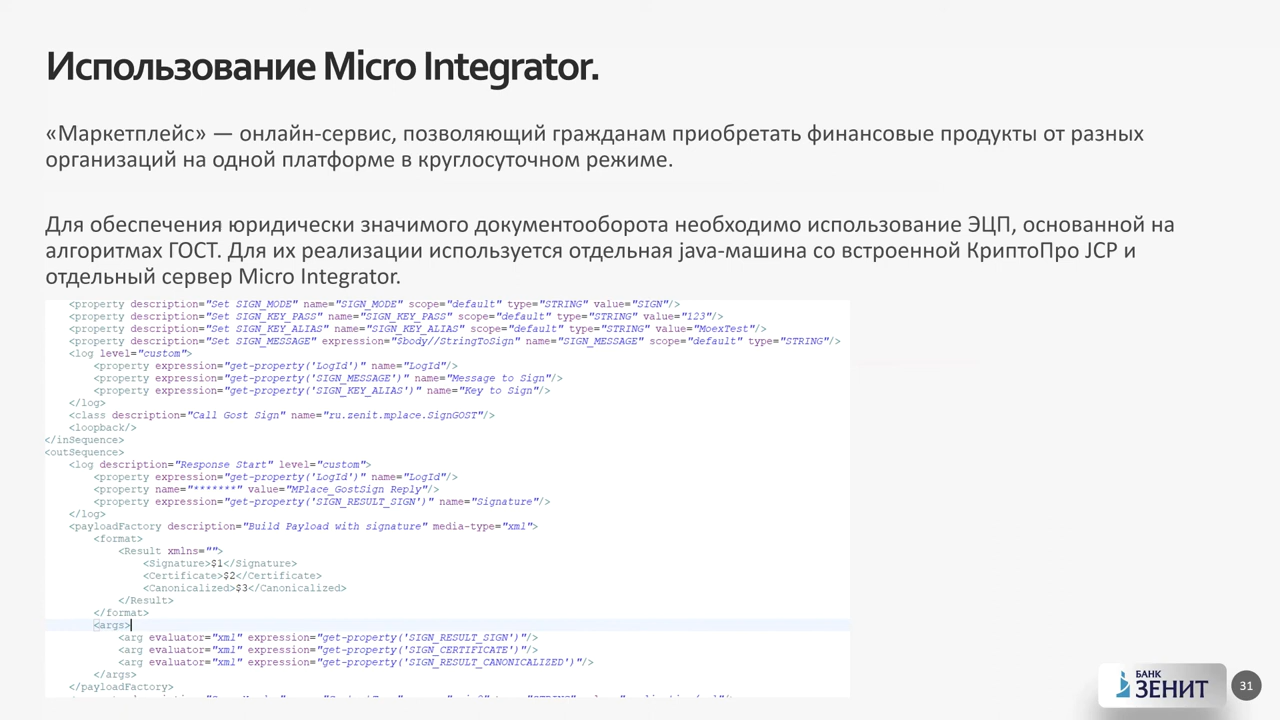 Использование Micro Integrator.
«Маркетплейс» — онлайн-сервис, позволяющий гражданам приобретать финансовые продукты от разных
организаций на одной платформе в круглосуточном режиме.
Для обеспечения юридически значимого документооборота необходимо использование ЭЦП, основанной на
алгоритмах ГОСТ. Для их реализации используется отдельная java-машина со встроенной КриптоПро JCP и
отдельный сервер Micro Integrator.
<property description="Set SIGN_MODE" name="SIGN_MODE" scope="default" type="STRING" value="SIGN"/>
<property description="Set SIGN_KEY_PASS" name="SIGN_KEY_PASS" scope="default" type="STRING" value="123"/>
<property description="Set SIGN_KEY_ALIAS" name="SIGN_KEY_ALIAS" scope="default" type="STRING" value="MoexTest"/>
<property description="Set SIGN_MESSAGE" expression="$body//StringToSign" name="SIGN_MESSAGE" scope="default" type="STRING"/>
<log level="custom">
<property expression="get-property('LogId')" name="LogId"/>
<property expression="get-property('SIGN_MESSAGE')" name="Message to Sign"/>
<property expression="get-property('SIGN_KEY_ALIAS')" name="Key to Sign"/>
</log>
<class description="Call Gost Sign" name="ru.zenit.mplace.SignGOST"/>
<loopback/>
</inSequence>
<outSequence>
<log description="Response Start" level="custom">
<property expression="get-property('LogId')" name="LogId"/>
<property name="*******" value="MPlace_GostSign Reply"/>
<property expression="get-property('SIGN_RESULT_SIGN')" name="Signature"/>
</log>
<payloadFactory description="Build Payload with signature" media-type="xml">
<format>
<Result xmlns="">
<Signature>$1</Signature>
<Certificate>$2</Certificate>
<Canonicalized>$3</Canonicalized>
</Result>
</format>
<args>
<arg evaluator="xml" expression="get-property('SIGN_RESULT_SIGN')"/>
<arg evaluator="xml" expression="get-property('SIGN_CERTIFICATE')"/>
<arg evaluator="xml" expression="get-property('SIGN_RESULT_CANONICALIZED')"/>
</args>
</payloadFactory>
БАНК
ЗЕНИТ
31